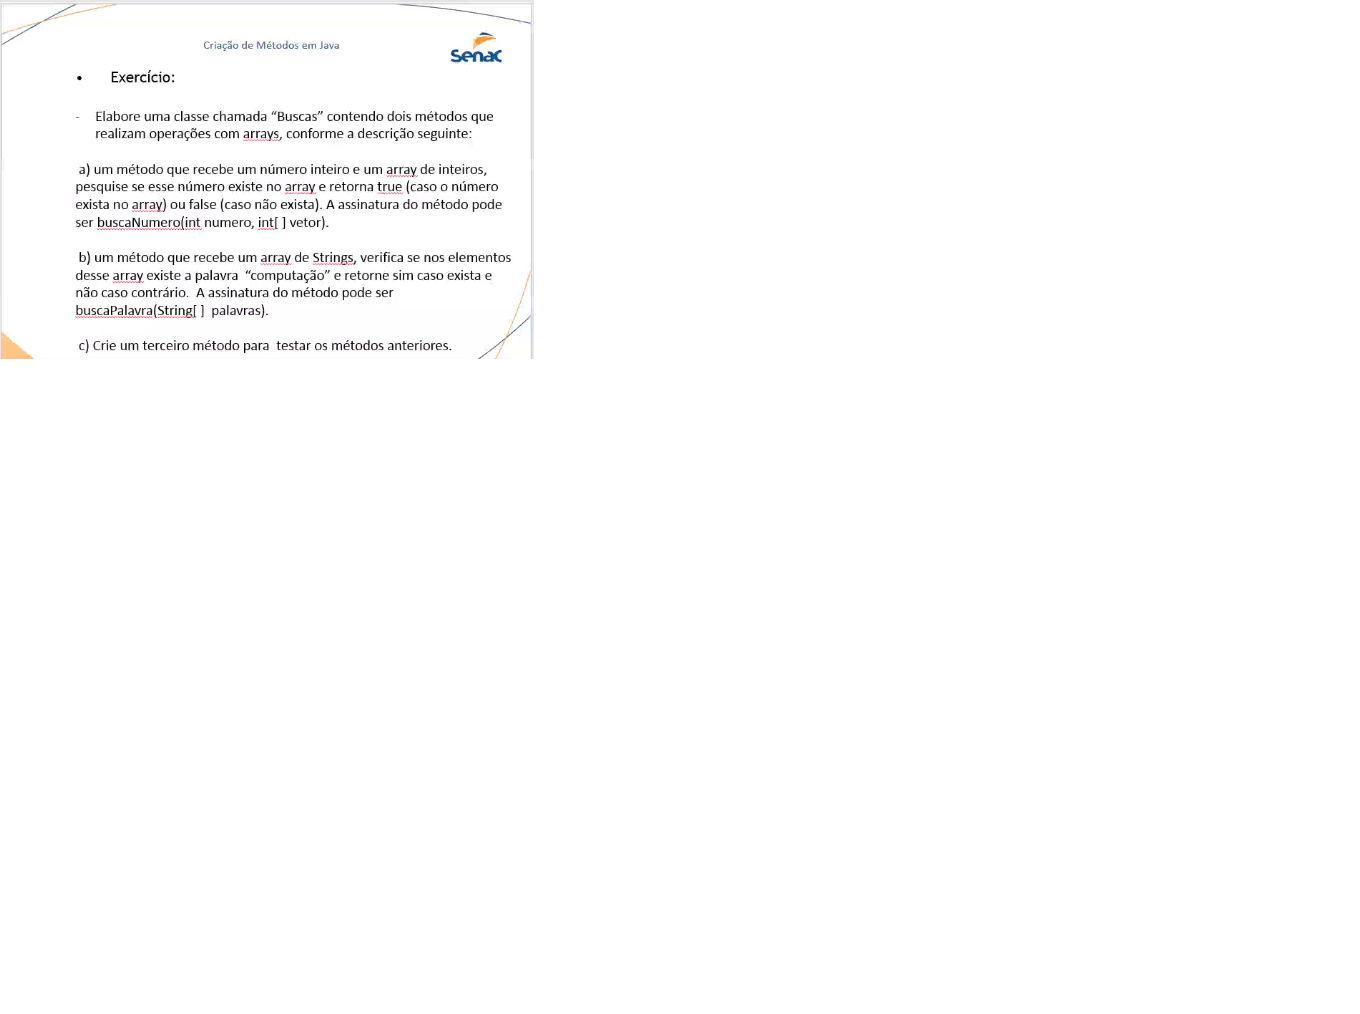 Criação de Métodos em Java
Senac
• Exercício:
- Elabore uma classe chamada “Buscas” contendo dois métodos que
realizam operações com arrays, conforme a descrição seguinte:
a) um método que recebe um número inteiro e um array de inteiros,
pesquise se esse número existe no array e retorna true (caso o número
exista no array) ou false (caso não exista). A assinatura do método pode
ser buscaNumero(int numero, int[ ] vetor).
b) um método que recebe um array de Strings, verifica se nos elementos
desse array existe a palavra “computação” e retorne sim caso exista e
não caso contrário. A assinatura do método pode ser
buscaPalavra(String[ ] palavras).
c) Crie um terceiro método para testar os métodos anteriores.